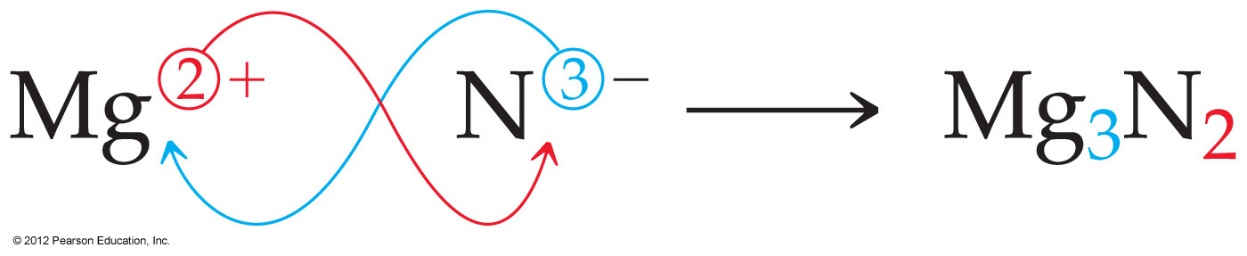 Mg²⁺ N³⁻ → Mg₃N₂
© 2012 Pearson Education, Inc.